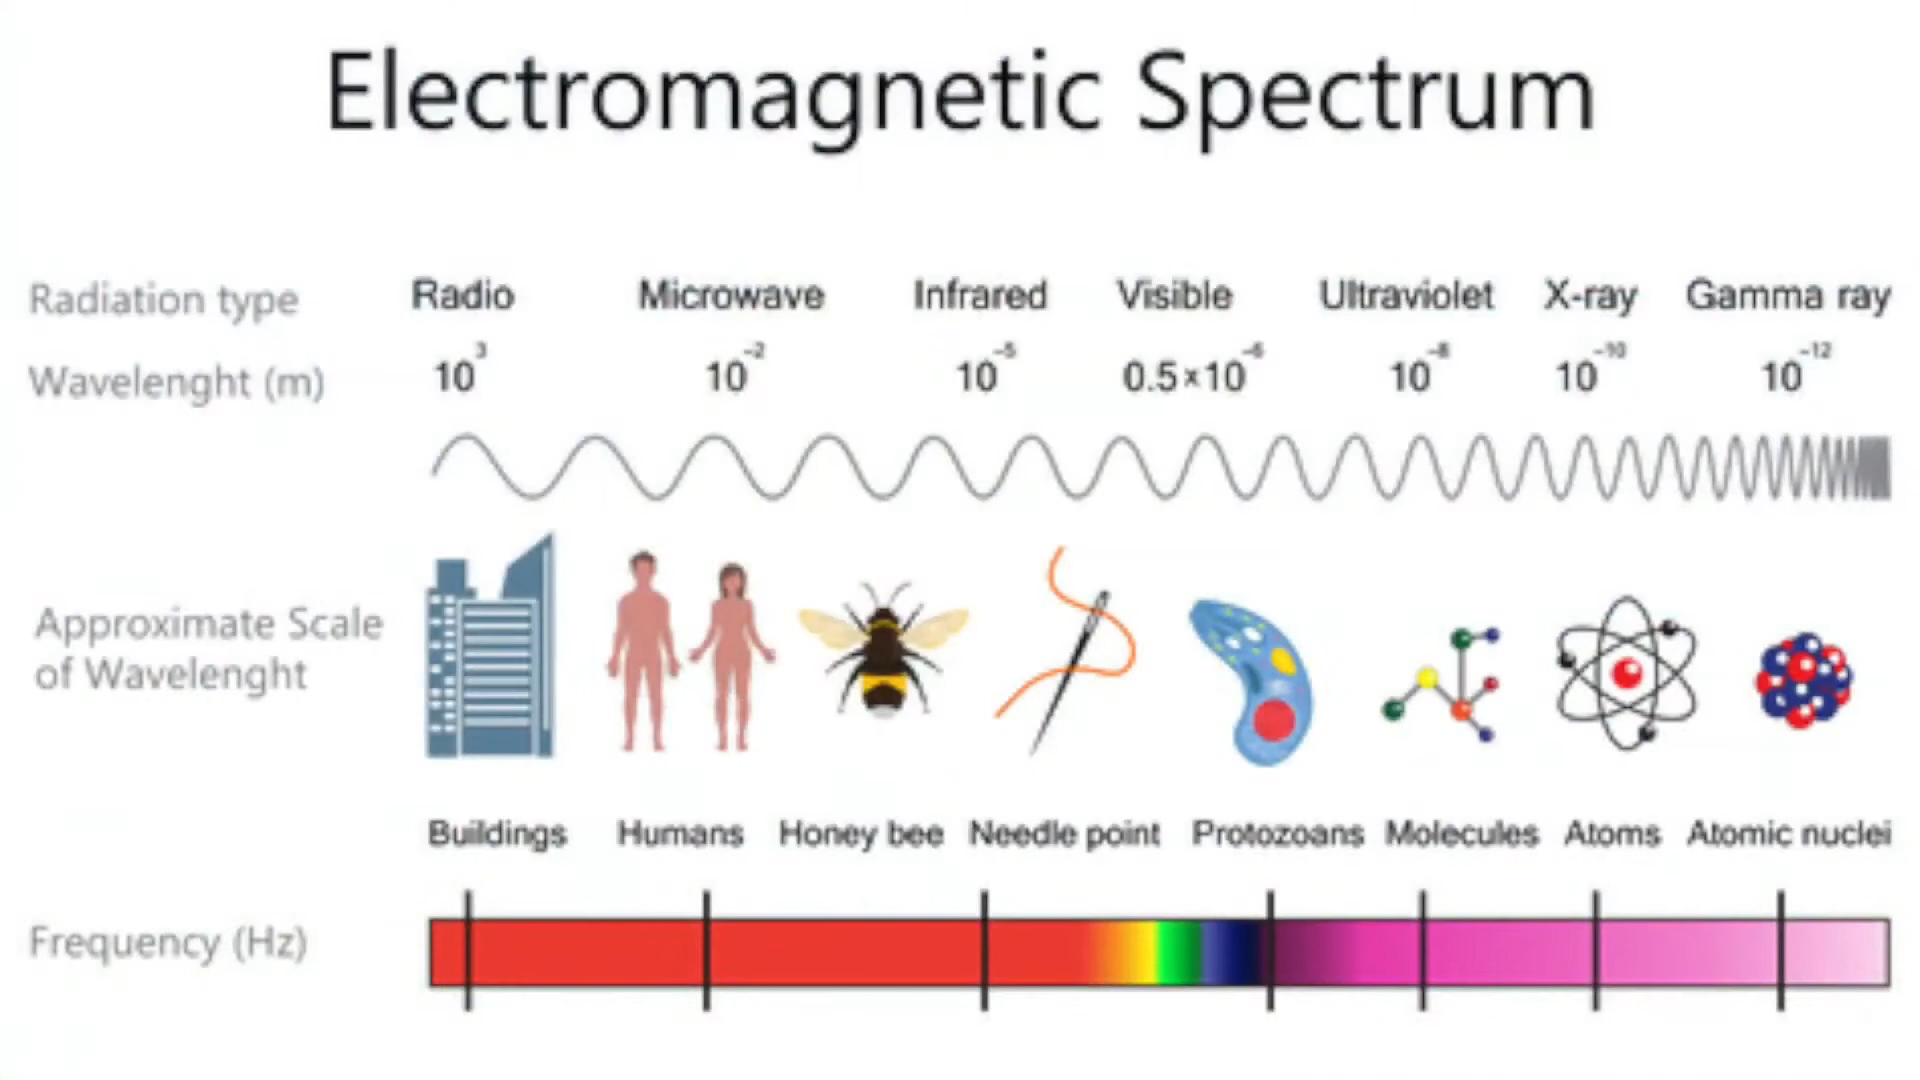 Electromagnetic Spectrum
Radiation type Radio Microwave Infrared Visible Ultraviolet X-ray Gamma ray
Wavelenght (m) 10³ 10⁻² 10⁻⁵ 0.5×10⁻⁶ 10⁻⁸ 10⁻¹⁰ 10⁻¹²
Approximate Scale
of Wavelenght
Buildings Humans Honey bee Needle point Protozoans Molecules Atoms Atomic nuclei
Frequency (Hz)